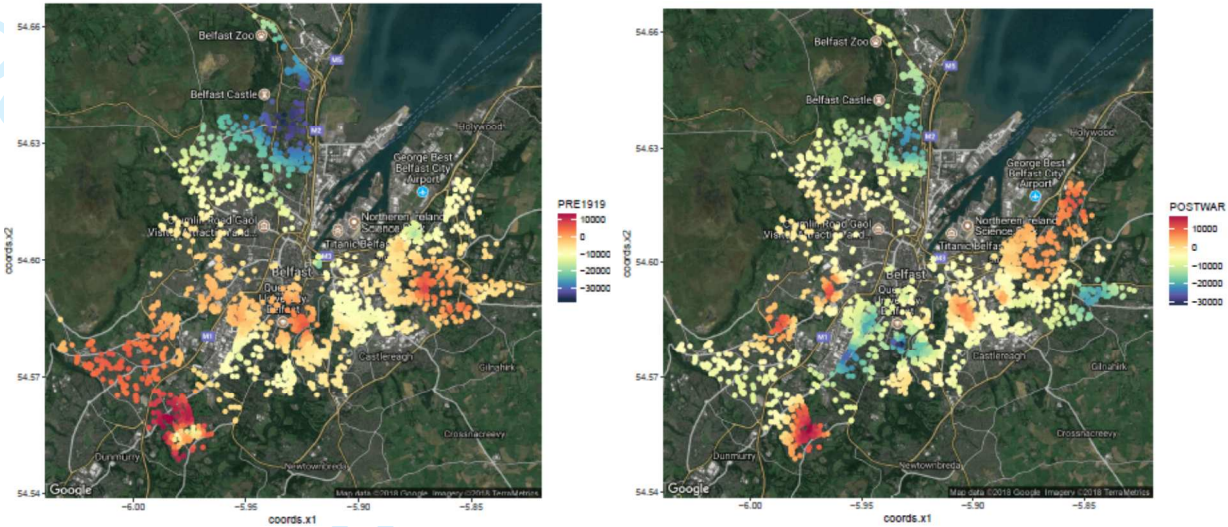 54.66
54.63
54.60
54.57
54.54
coords.x2
Belfast Zoo
M5
Belfast Castle
M2
Holywood
George Best
Belfast City
Airport
Northern Ireland
Science
Titanic Belfas
M3
Belfast
Que
M1
Castlereagh
Gilnahirk
Crossnacreevy
Dunmurry
Newtownbreda
Google
Map data ©2018 Google Imagery ©2018 TerraMetrics
-6.00
-5.95
-5.90
-5.85
coords.x1
PRE1919
10000
0
-10000
-20000
-30000
54.66
54.63
54.60
54.57
54.54
coords.x2
Belfast Zoo
M5
Belfast Castle
M2
Holywood
George Best
Belfast City
Airport
Northern Ireland
Science
Titanic Belfas
M3
Belfast
Que
M1
Castlereagh
Gilnahirk
Crossnacreevy
Dunmurry
Newtownbreda
Google
Map data ©2018 Google Imagery ©2018 TerraMetrics
-6.00
-5.95
-5.90
-5.85
coords.x1
POSTWAR
10000
0
-10000
-20000
-30000